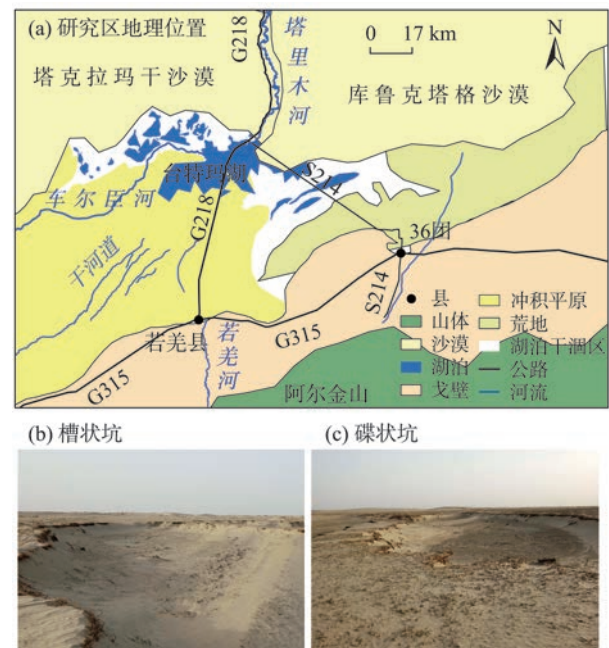 (a) 研究区地理位置
G218
塔里木河
0 17 km
N
塔克拉玛干沙漠
库鲁克塔格沙漠
台特玛湖
S214
车尔臣河
G218
36团
干河道
S214
县
冲积平原
山体
荒地
沙漠
湖泊干涸区
湖泊
公路
戈壁
河流
若羌县
若羌河
G315
G315
阿尔金山
(b) 槽状坑
(c) 碟状坑